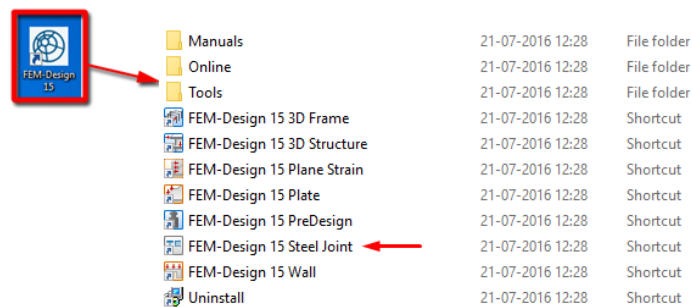 FEM-Design
15
Manuals 21-07-2016 12:28 File folder
Online 21-07-2016 12:28 File folder
Tools 21-07-2016 12:28 File folder
FEM-Design 15 3D Frame 21-07-2016 12:28 Shortcut
FEM-Design 15 3D Structure 21-07-2016 12:28 Shortcut
FEM-Design 15 Plane Strain 21-07-2016 12:28 Shortcut
FEM-Design 15 Plate 21-07-2016 12:28 Shortcut
FEM-Design 15 PreDesign 21-07-2016 12:28 Shortcut
FEM-Design 15 Steel Joint 21-07-2016 12:28 Shortcut
FEM-Design 15 Wall 21-07-2016 12:28 Shortcut
Uninstall 21-07-2016 12:28 Shortcut